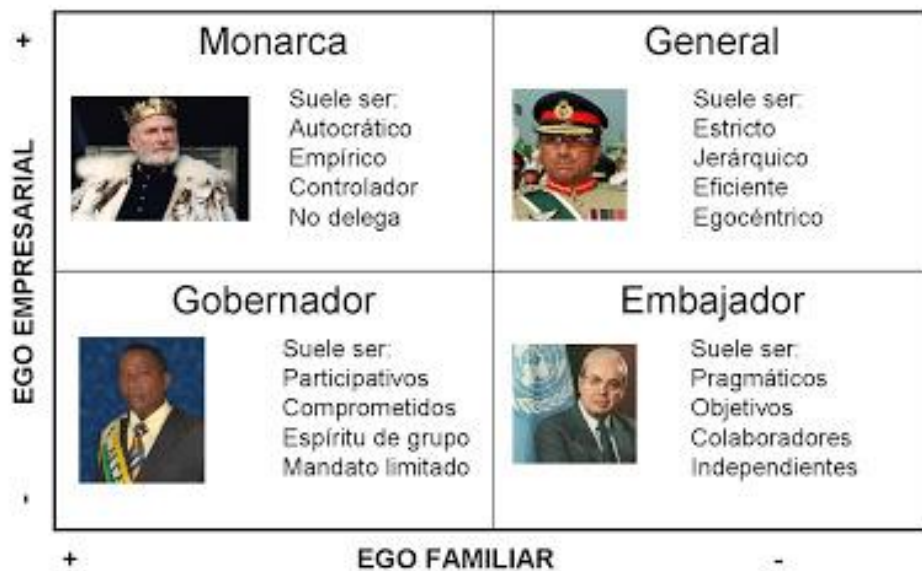 +
EGO EMPRESARIAL
-
Monarca
Suele ser:
Autocrático
Empírico
Controlador
No delega
General
Suele ser:
Estricto
Jerárquico
Eficiente
Egocéntrico
Gobernador
Suele ser:
Participativos
Comprometidos
Espíritu de grupo
Mandato limitado
Embajador
Suele ser:
Pragmáticos
Objetivos
Colaboradores
Independientes
+ EGO FAMILIAR -